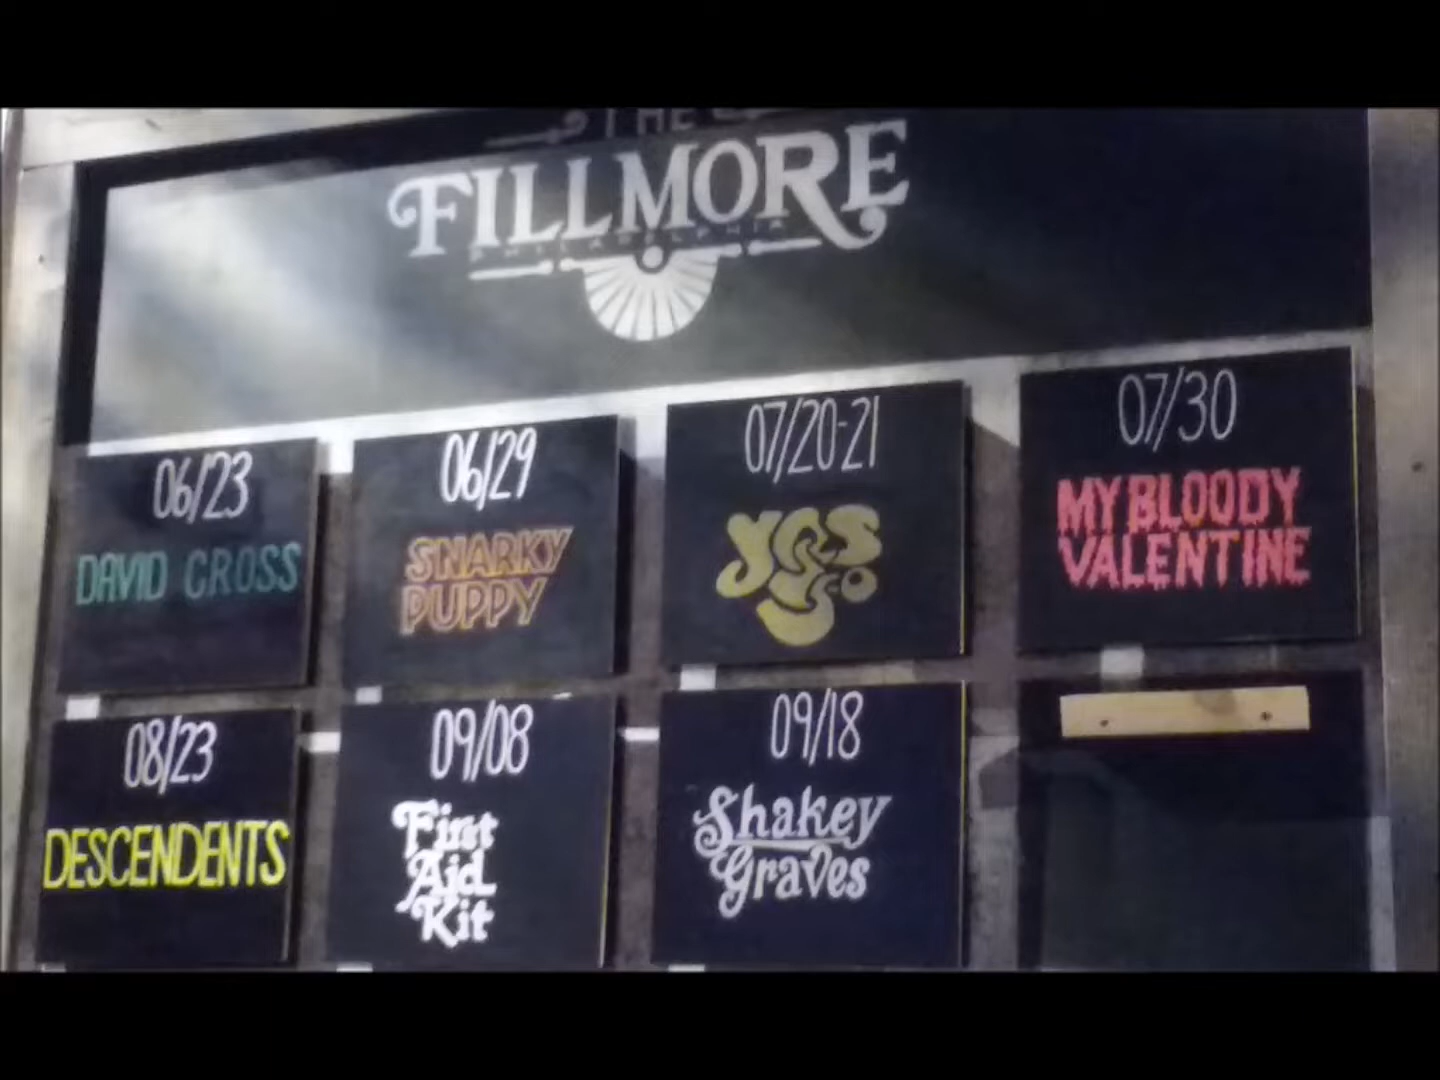 THE
FILLMORE
PHILADELPHIA
06/23
DAVID CROSS
06/29
SNARKY
PUPPY
07/20-21
yes
07/30
MY BLOODY
VALENTINE
08/23
DESCENDENTS
09/08
First
Aid
Kit
09/18
Shakey
Graves